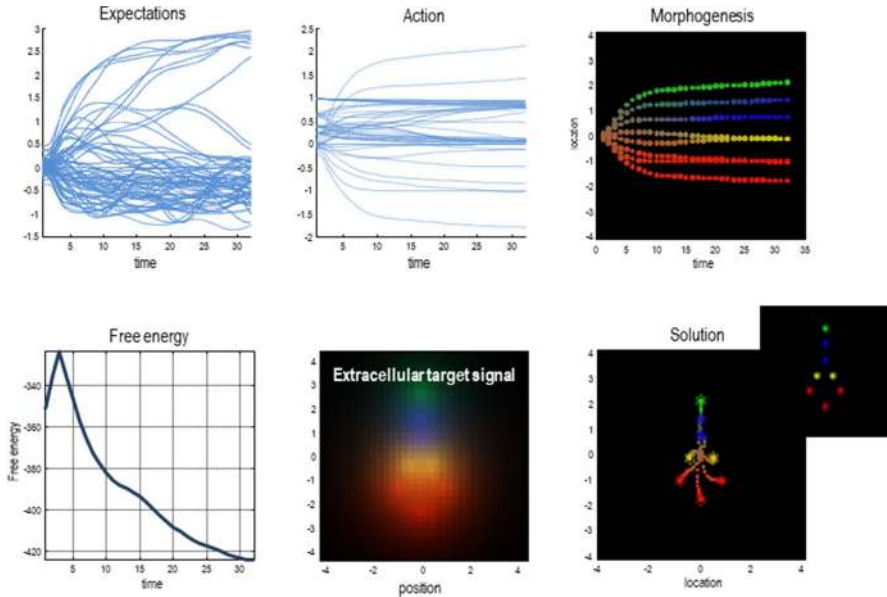 Expectations
3
2.5
2
1.5
1
0.5
0
-0.5
-1
-1.5
5 10 15 20 25 30
time
Action
2.5
2
1.5
1
0.5
0
-0.5
-1
-1.5
-2
5 10 15 20 25 30
time
Morphogenesis
4
3
2
1
0
-1
-2
-3
-4
location
0 5 10 15 20 25 30 35
time
Free energy
Free energy
-340
-360
-380
-400
-420
5 10 15 20 25 30
time
Extracellular target signal
4
3
2
1
0
-1
-2
-3
-4
-4 -2 0 2 4
position
Solution
4
3
2
1
0
-1
-2
-3
-4
-4 -2 0 2 4
location